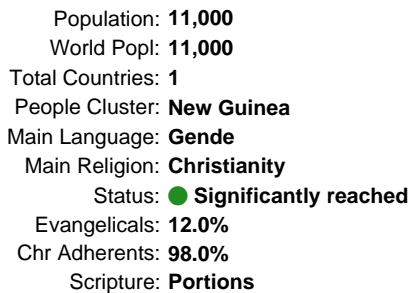 Population: 11,000
World Popl: 11,000
Total Countries: 1
People Cluster: New Guinea
Main Language: Gende
Main Religion: Christianity
Status: Significantly reached
Evangelicals: 12.0%
Chr Adherents: 98.0%
Scripture: Portions